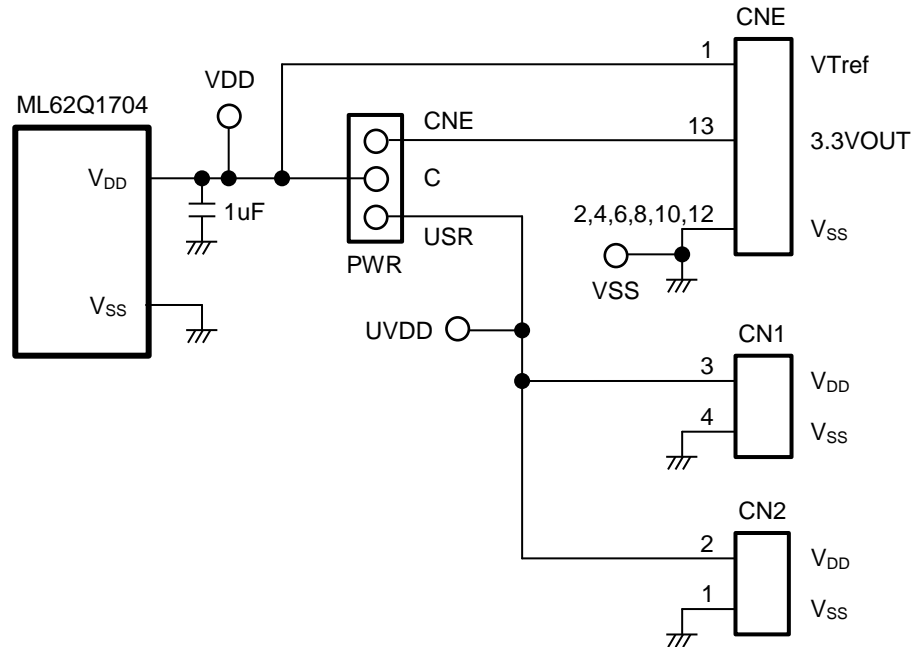 CNE
1
VTref
VDD
ML62Q1704
CNE
13
3.3VOUT
VDD
C
1uF
USR
2,4,6,8,10,12
VSS
PWR
VSS
VSS
UVDD
CN1
3
VDD
4
VSS
CN2
2
VDD
1
VSS